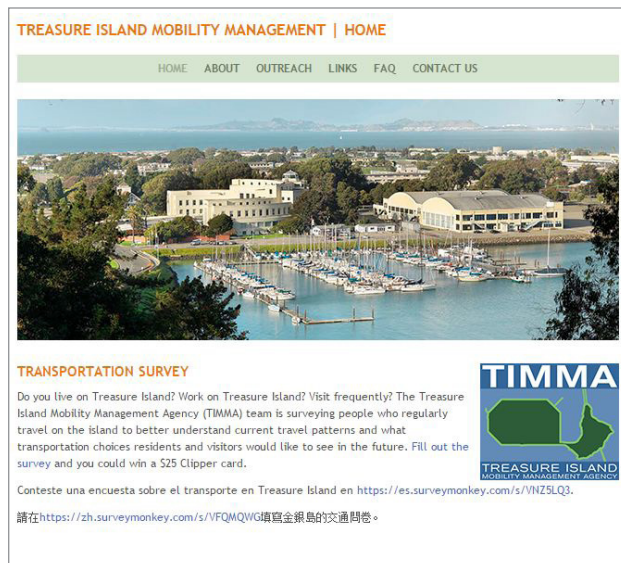 TREASURE ISLAND MOBILITY MANAGEMENT | HOME
HOME ABOUT OUTREACH LINKS FAQ CONTACT US
TRANSPORTATION SURVEY
Do you live on Treasure Island? Work on Treasure Island? Visit frequently? The Treasure
Island Mobility Management Agency (TIMMA) team is surveying people who regularly
travel on the island to better understand current travel patterns and what
transportation choices residents and visitors would like to see in the future. Fill out the
survey and you could win a $25 Clipper card.
TIMMA
TREASURE ISLAND
MOBILITY MANAGEMENT AGENCY
Conteste una encuesta sobre el transporte en Treasure Island en https://es.surveymonkey.com/s/VNZ5LQ3.
請在https://zh.surveymonkey.com/s/VFQMQWG填寫金銀島的交通問卷。